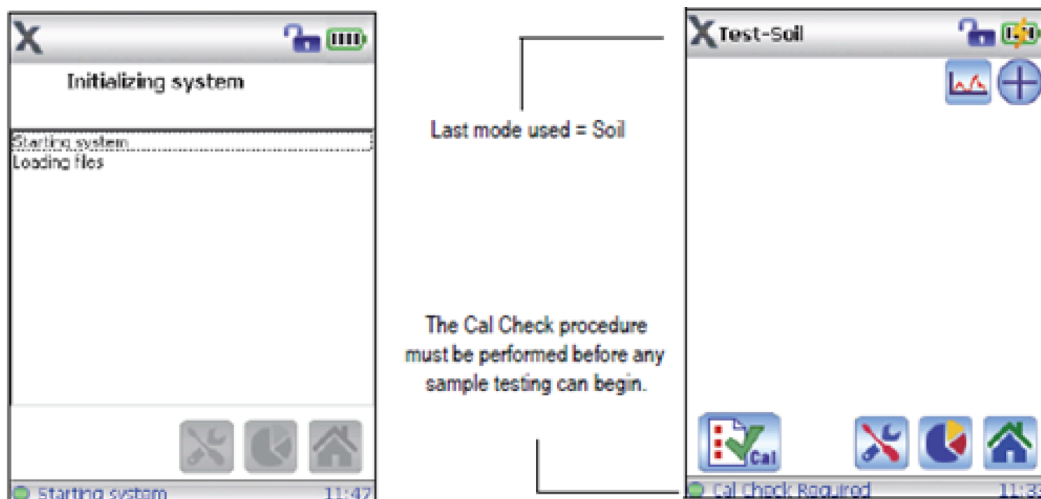 X
Initializing system
Starting system
Loading files
Starting system 11:47
Last mode used = Soil
The Cal Check procedure
must be performed before any
sample testing can begin.
X Test-Soil
Cal
Cal Check Required